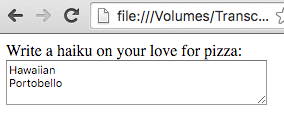 file:///Volumes/Transc...
Write a haiku on your love for pizza:
Hawaiian
Portobello